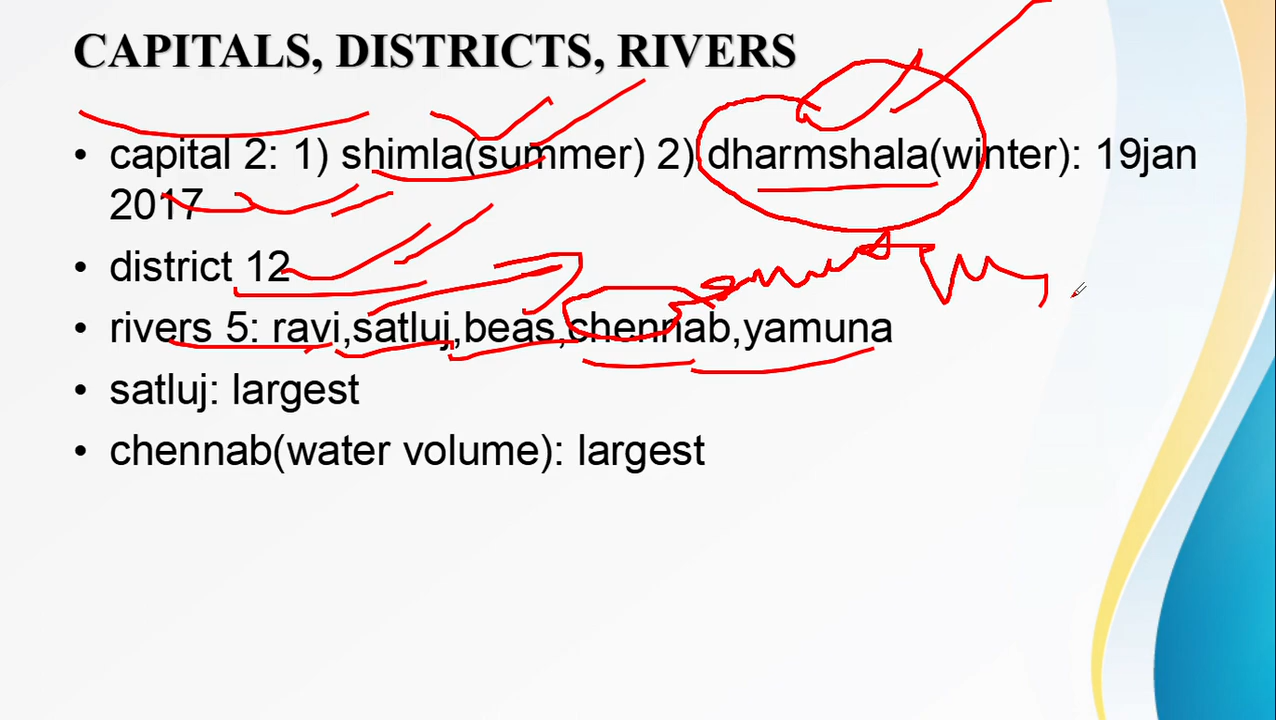 CAPITALS, DISTRICTS, RIVERS
• capital 2: 1) shimla(summer) 2) dharmshala(winter): 19jan
2017
• district 12
• rivers 5: ravi,satluj,beas,chennab,yamuna
• satluj: largest
• chennab(water volume): largest